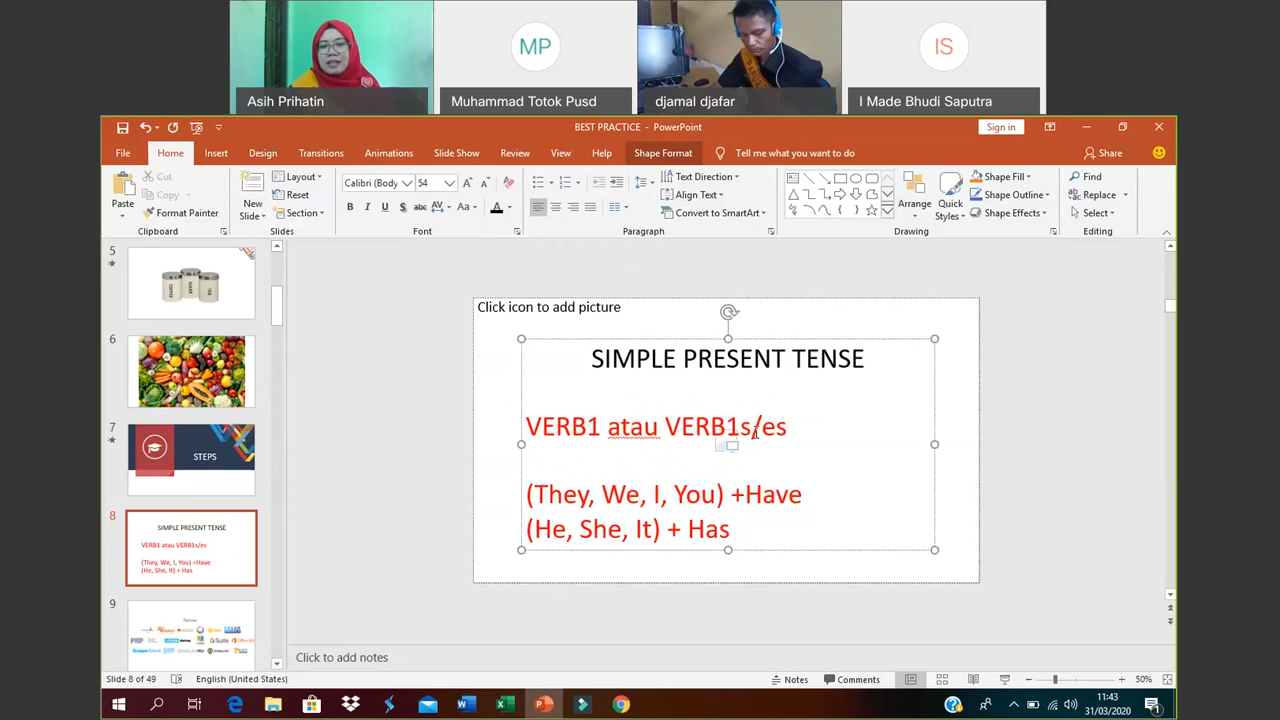 MP
IS
Asih Prihatin
Muhammad Totok Pusd
djamal djafar
I Made Bhudi Saputra
BEST PRACTICE - PowerPoint
Sign in
File
Home
Insert
Design
Transitions
Animations
Slide Show
Review
View
Help
Shape Format
Tell me what you want to do
Share
Paste
Cut
Copy
Format Painter
Clipboard
New Slide
Layout
Reset
Section
Slides
Calibri (Body
54
Font
Text Direction
Align Text
Convert to SmartArt
Paragraph
Arrange
Quick Styles
Shape Fill
Shape Outline
Shape Effects
Drawing
Find
Replace
Select
Editing
5
COFFEE
SUGAR
TEA
6
7
STEPS
8
SIMPLE PRESENT TENSE
VERB1 atau VERB1s/es
(They, We, I, You) +Have
(He, She, It) + Has
9
Click icon to add picture
SIMPLE PRESENT TENSE
VERB1 atau VERB1s/es
(They, We, I, You) +Have
(He, She, It) + Has
Click to add notes
Slide 8 of 49
English (United States)
Notes
Comments
50%
11:43
31/03/2020